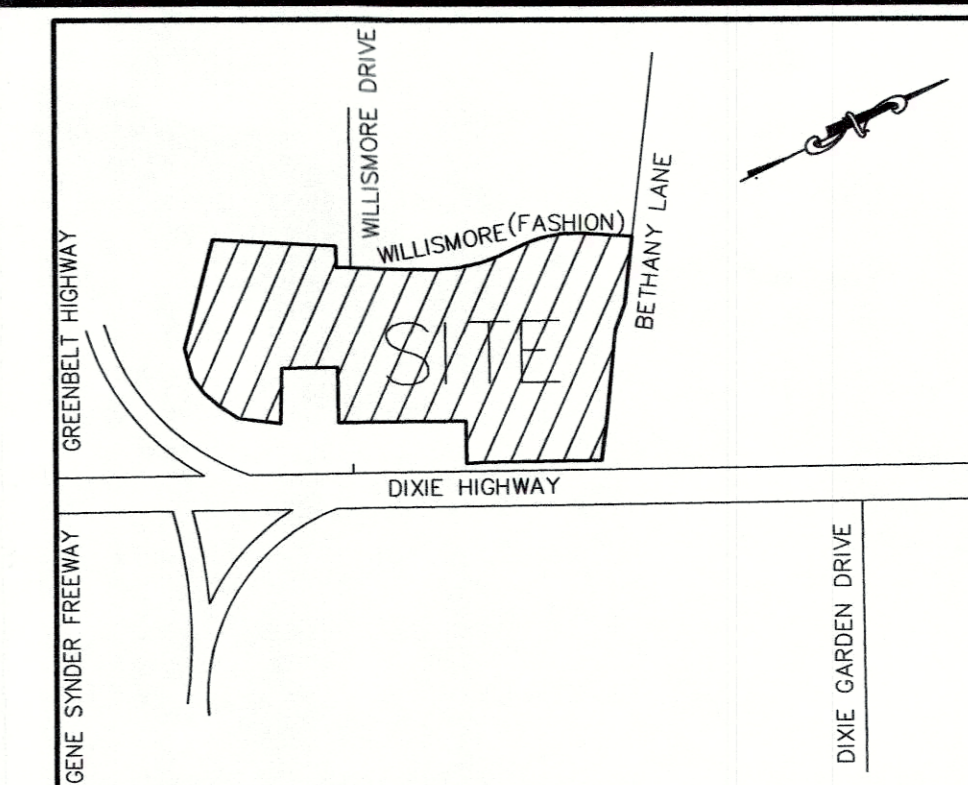 WILLISMORE DRIVE
BETHANY LANE
WILLISMORE (FASHION)
GREENBELT HIGHWAY
SITE
DIXIE HIGHWAY
GENE SYNDER FREEWAY
DIXIE GARDEN DRIVE
N